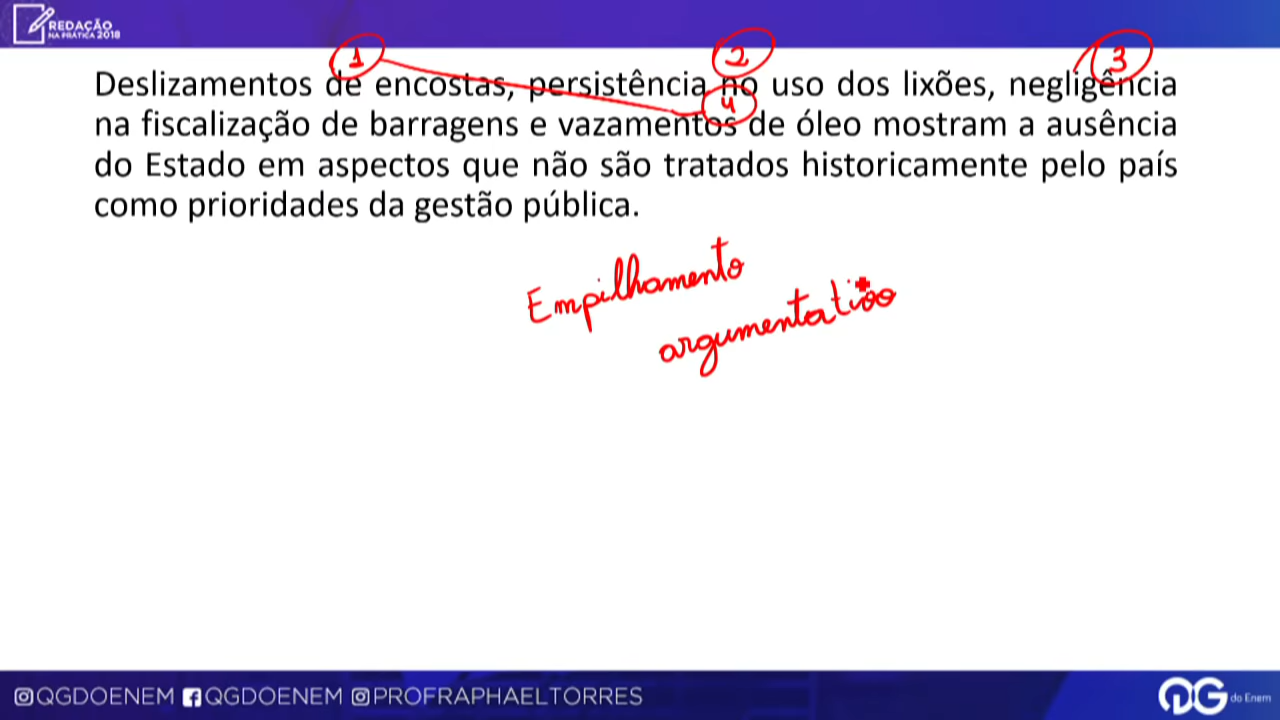 REDAÇÃO
NA PRÁTICA 2018
1 2 3
Deslizamentos de encostas, persistência no uso dos lixões, negligência
4
na fiscalização de barragens e vazamentos de óleo mostram a ausência
do Estado em aspectos que não são tratados historicamente pelo país
como prioridades da gestão pública.
Empilhamento
argumentativo
@QGDOENEM QGDOENEM @PROFRAPHAELTORRES
QG do Enem